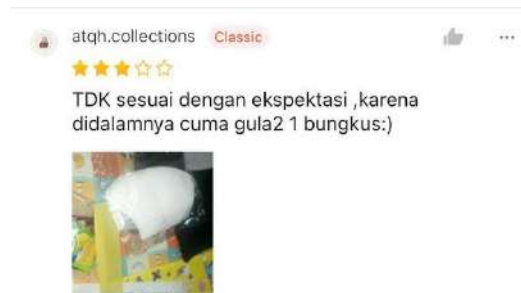 atqh.collections Classic
TDK sesuai dengan ekspektasi ,karena
didalamnya cuma gula2 1 bungkus:)